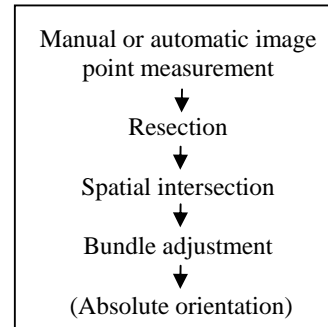 Manual or automatic image
point measurement
Resection
Spatial intersection
Bundle adjustment
(Absolute orientation)